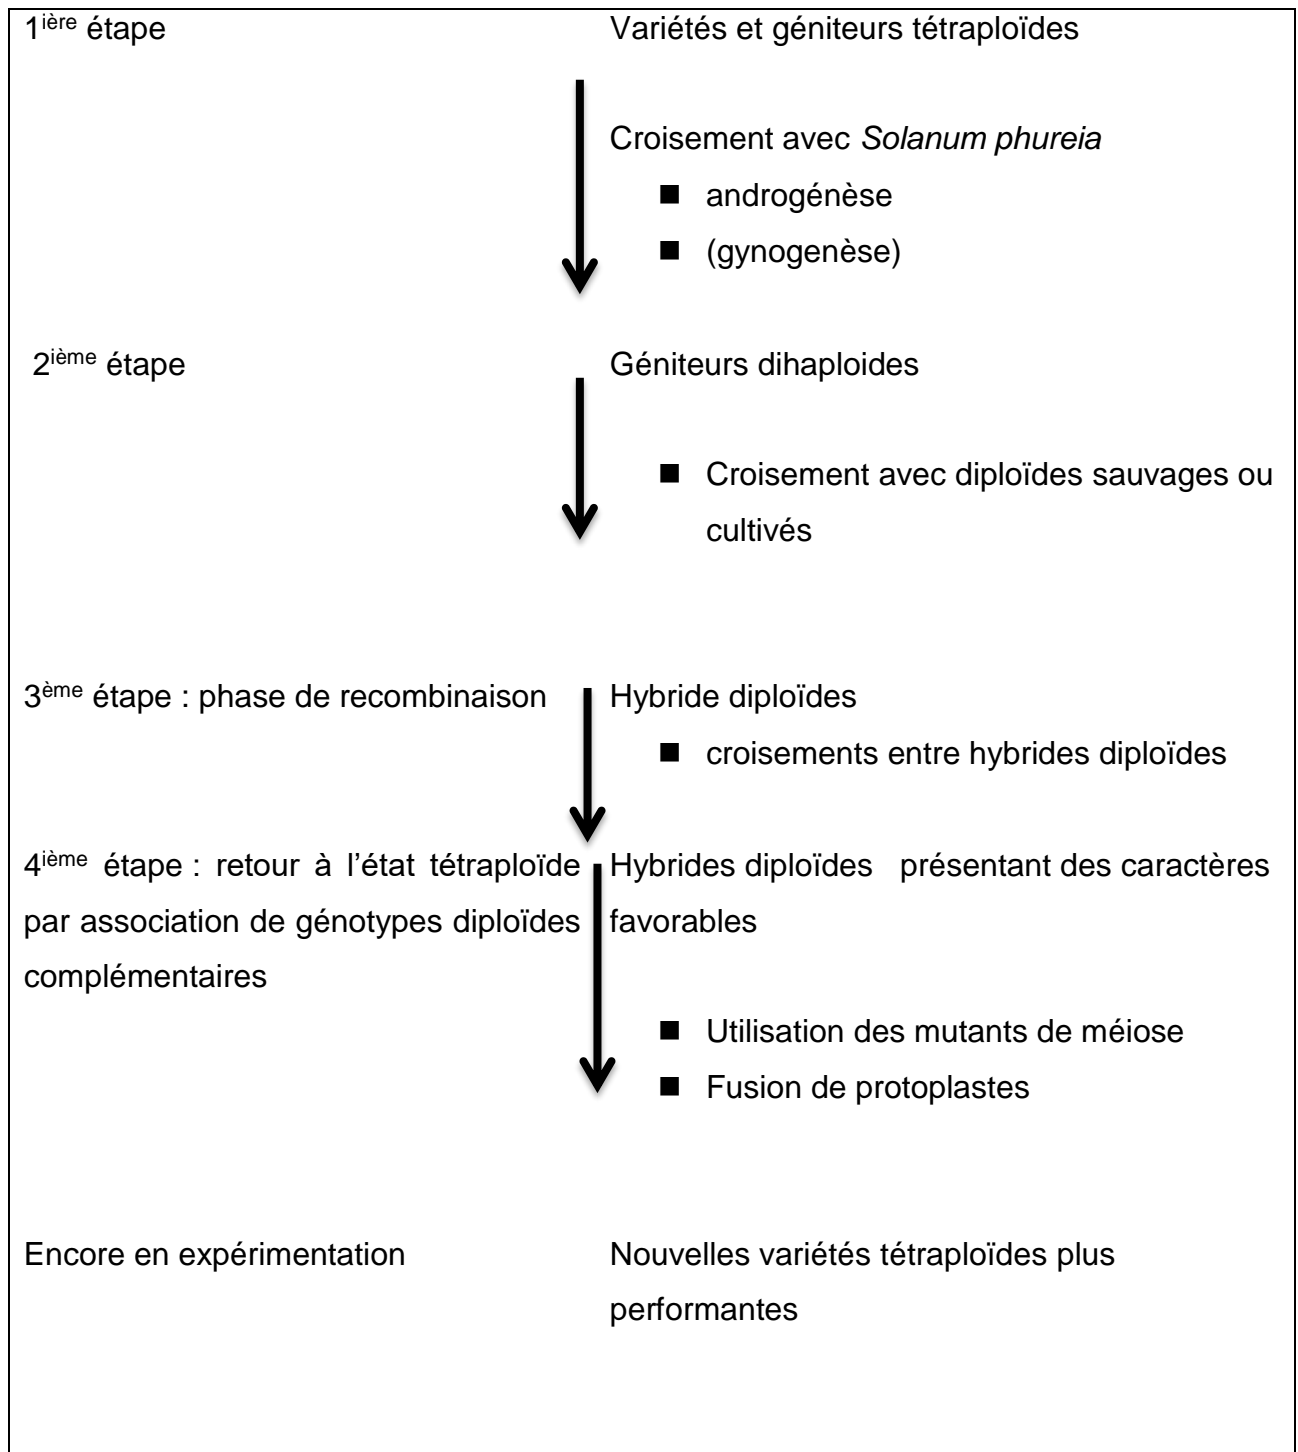 1ière étape
Variétés et géniteurs tétraploïdes
Croisement avec Solanum phureia
■ androgénèse
■ (gynogenèse)
2ième étape
Géniteurs dihaploides
■ Croisement avec diploïdes sauvages ou
cultivés
3ème étape : phase de recombinaison
Hybride diploïdes
■ croisements entre hybrides diploïdes
4ième étape : retour à l’état tétraploïde
par association de génotypes diploïdes
complémentaires
Hybrides diploïdes présentant des caractères
favorables
■ Utilisation des mutants de méiose
■ Fusion de protoplastes
Encore en expérimentation
Nouvelles variétés tétraploïdes plus
performantes